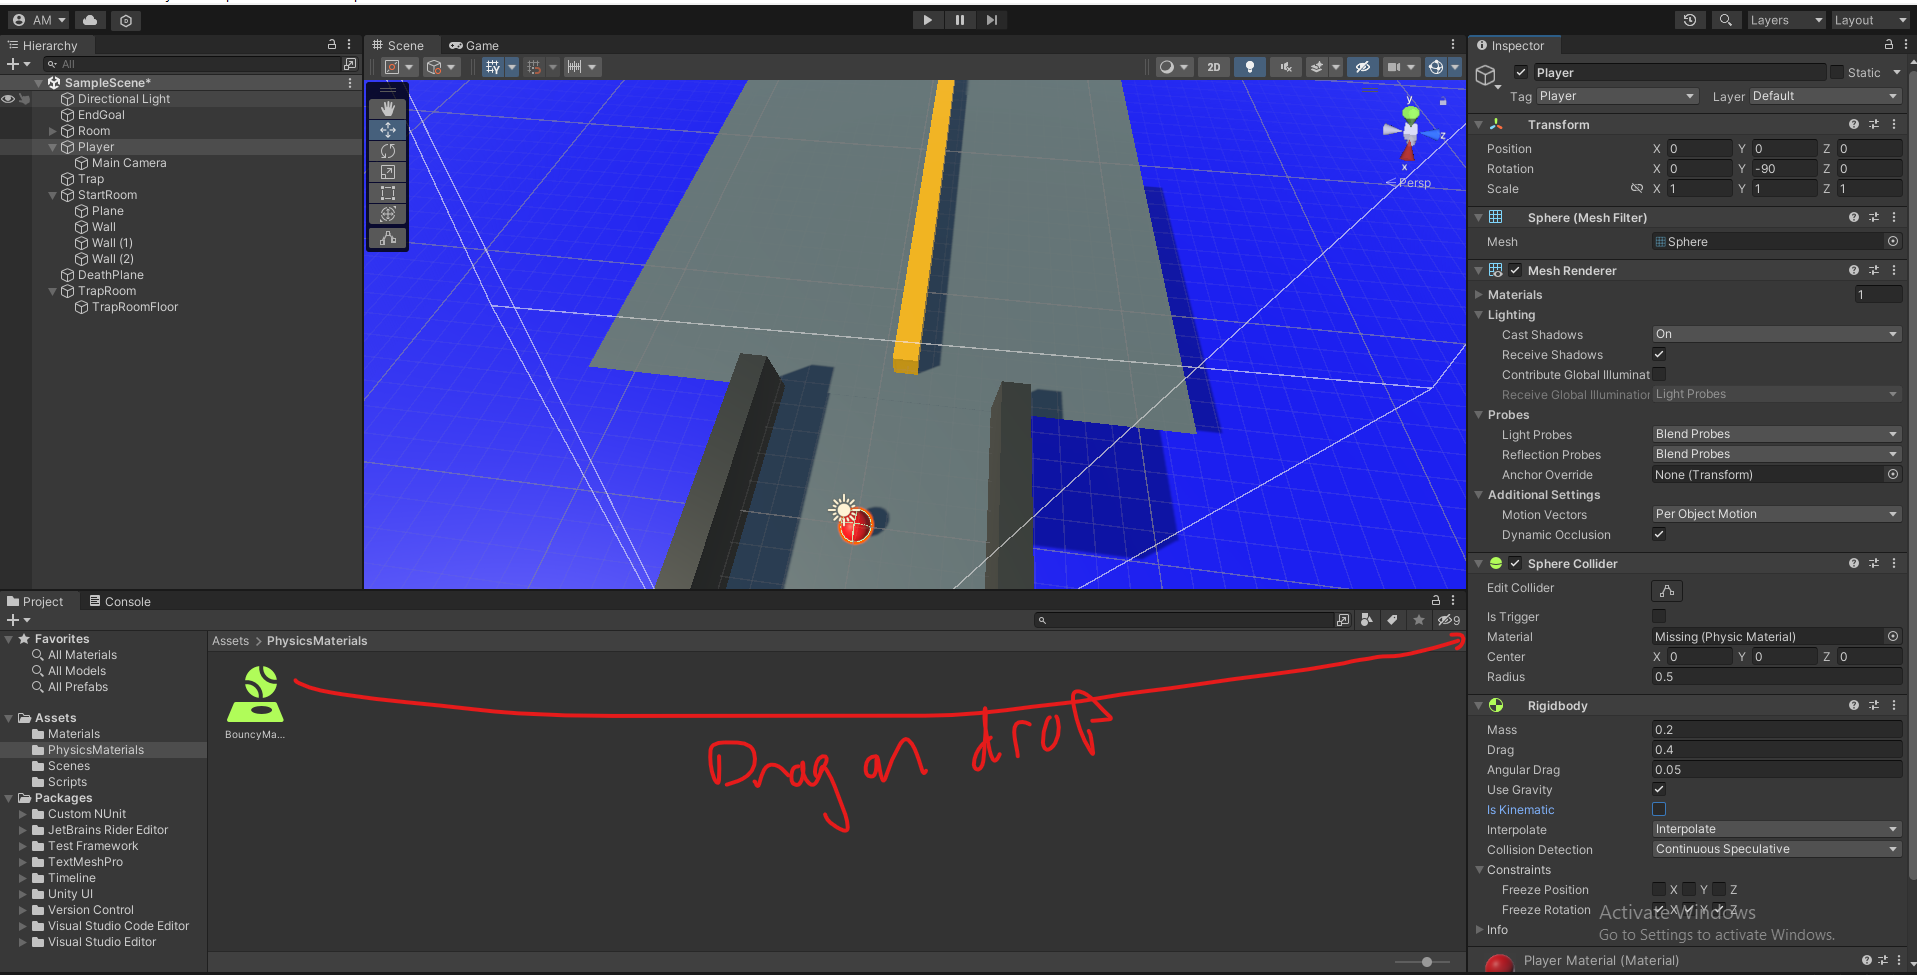 AM
Layers
Layout
Hierarchy
All
SampleScene*
Directional Light
EndGoal
Room
Player
Main Camera
Trap
StartRoom
Plane
Wall
Wall (1)
Wall (2)
DeathPlane
TrapRoom
TrapRoomFloor
Scene Game
2D
y
z
x
Persp
Project Console
9
Favorites
All Materials
All Models
All Prefabs
Assets
Materials
PhysicsMaterials
Scenes
Scripts
Packages
Custom NUnit
JetBrains Rider Editor
Test Framework
TextMeshPro
Timeline
Unity UI
Version Control
Visual Studio Code Editor
Visual Studio Editor
Assets > PhysicsMaterials
BouncyMa...
Drag an drop
Inspector
Player Static
Tag Player Layer Default
Transform
Position X 0 Y 0 Z 0
Rotation X 0 Y -90 Z 0
Scale X 1 Y 1 Z 1
Sphere (Mesh Filter)
Mesh Sphere
Mesh Renderer
Materials 1
Lighting
Cast Shadows On
Receive Shadows
Contribute Global Illuminat
Receive Global Illumination Light Probes
Probes
Light Probes Blend Probes
Reflection Probes Blend Probes
Anchor Override None (Transform)
Additional Settings
Motion Vectors Per Object Motion
Dynamic Occlusion
Sphere Collider
Edit Collider
Is Trigger
Material Missing (Physic Material)
Center X 0 Y 0 Z 0
Radius 0.5
Rigidbody
Mass 0.2
Drag 0.4
Angular Drag 0.05
Use Gravity
Is Kinematic
Interpolate Interpolate
Collision Detection Continuous Speculative
Constraints
Freeze Position X Y Z
Freeze Rotation X Y Z
Activate Windows
Info
Go to Settings to activate Windows.
Player Material (Material)